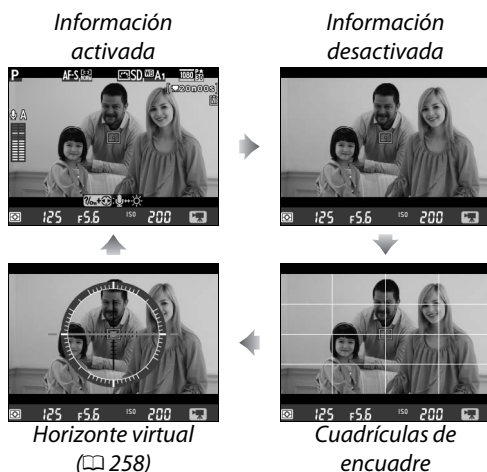 Información
activada
Información
desactivada
P AF-S SD WB A1 1080
20m00s
A
125 F5.6 ISO 200
125 F5.6 ISO 200
125 F5.6 ISO 200
125 F5.6 ISO 200
Horizonte virtual
(258)
Cuadrículas de
encuadre